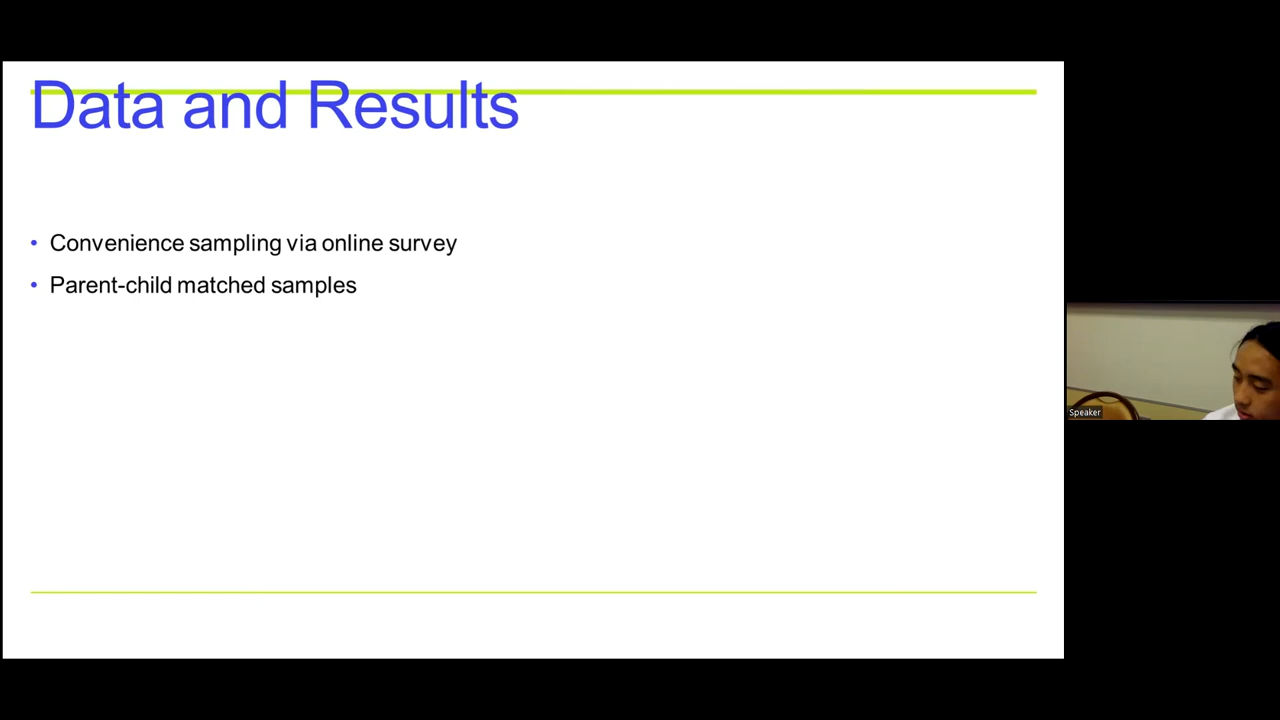 Data and Results
• Convenience sampling via online survey
• Parent-child matched samples
Speaker